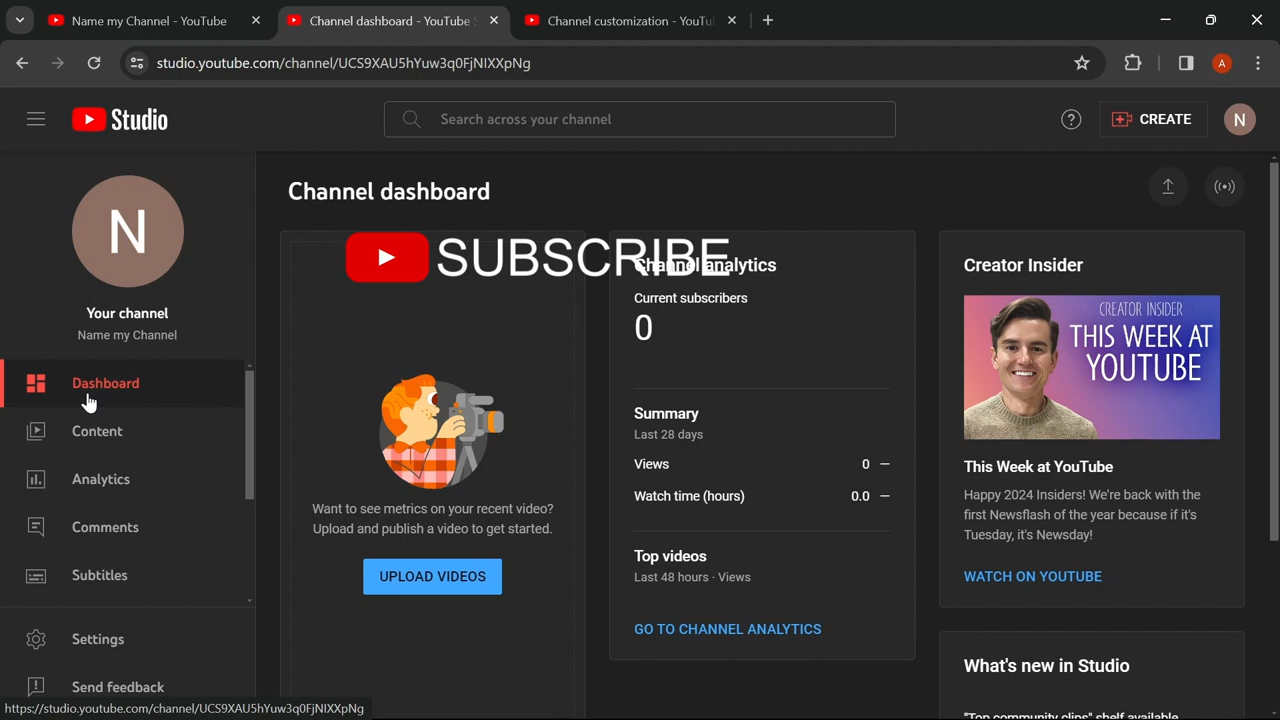 Name my Channel - YouTube
Channel dashboard - YouTube S
Channel customization - YouTu
studio.youtube.com/channel/UCS9XAU5hYuw3q0FjNIXXpNg
A
Studio
Search across your channel
CREATE
N
N
Your channel
Name my Channel
Dashboard
Content
Analytics
Comments
Subtitles
Settings
Send feedback
Channel dashboard
SUBSCRIBE
Want to see metrics on your recent video?
Upload and publish a video to get started.
UPLOAD VIDEOS
Channel analytics
Current subscribers
0
Summary
Last 28 days
Views 0 —
Watch time (hours) 0.0 —
Top videos
Last 48 hours · Views
GO TO CHANNEL ANALYTICS
Creator Insider
CREATOR INSIDER
THIS WEEK AT
YOUTUBE
This Week at YouTube
Happy 2024 Insiders! We're back with the
first Newsflash of the year because if it's
Tuesday, it's Newsday!
WATCH ON YOUTUBE
What's new in Studio
"Top community clips" shelf available
https://studio.youtube.com/channel/UCS9XAU5hYuw3q0FjNIXXpNg